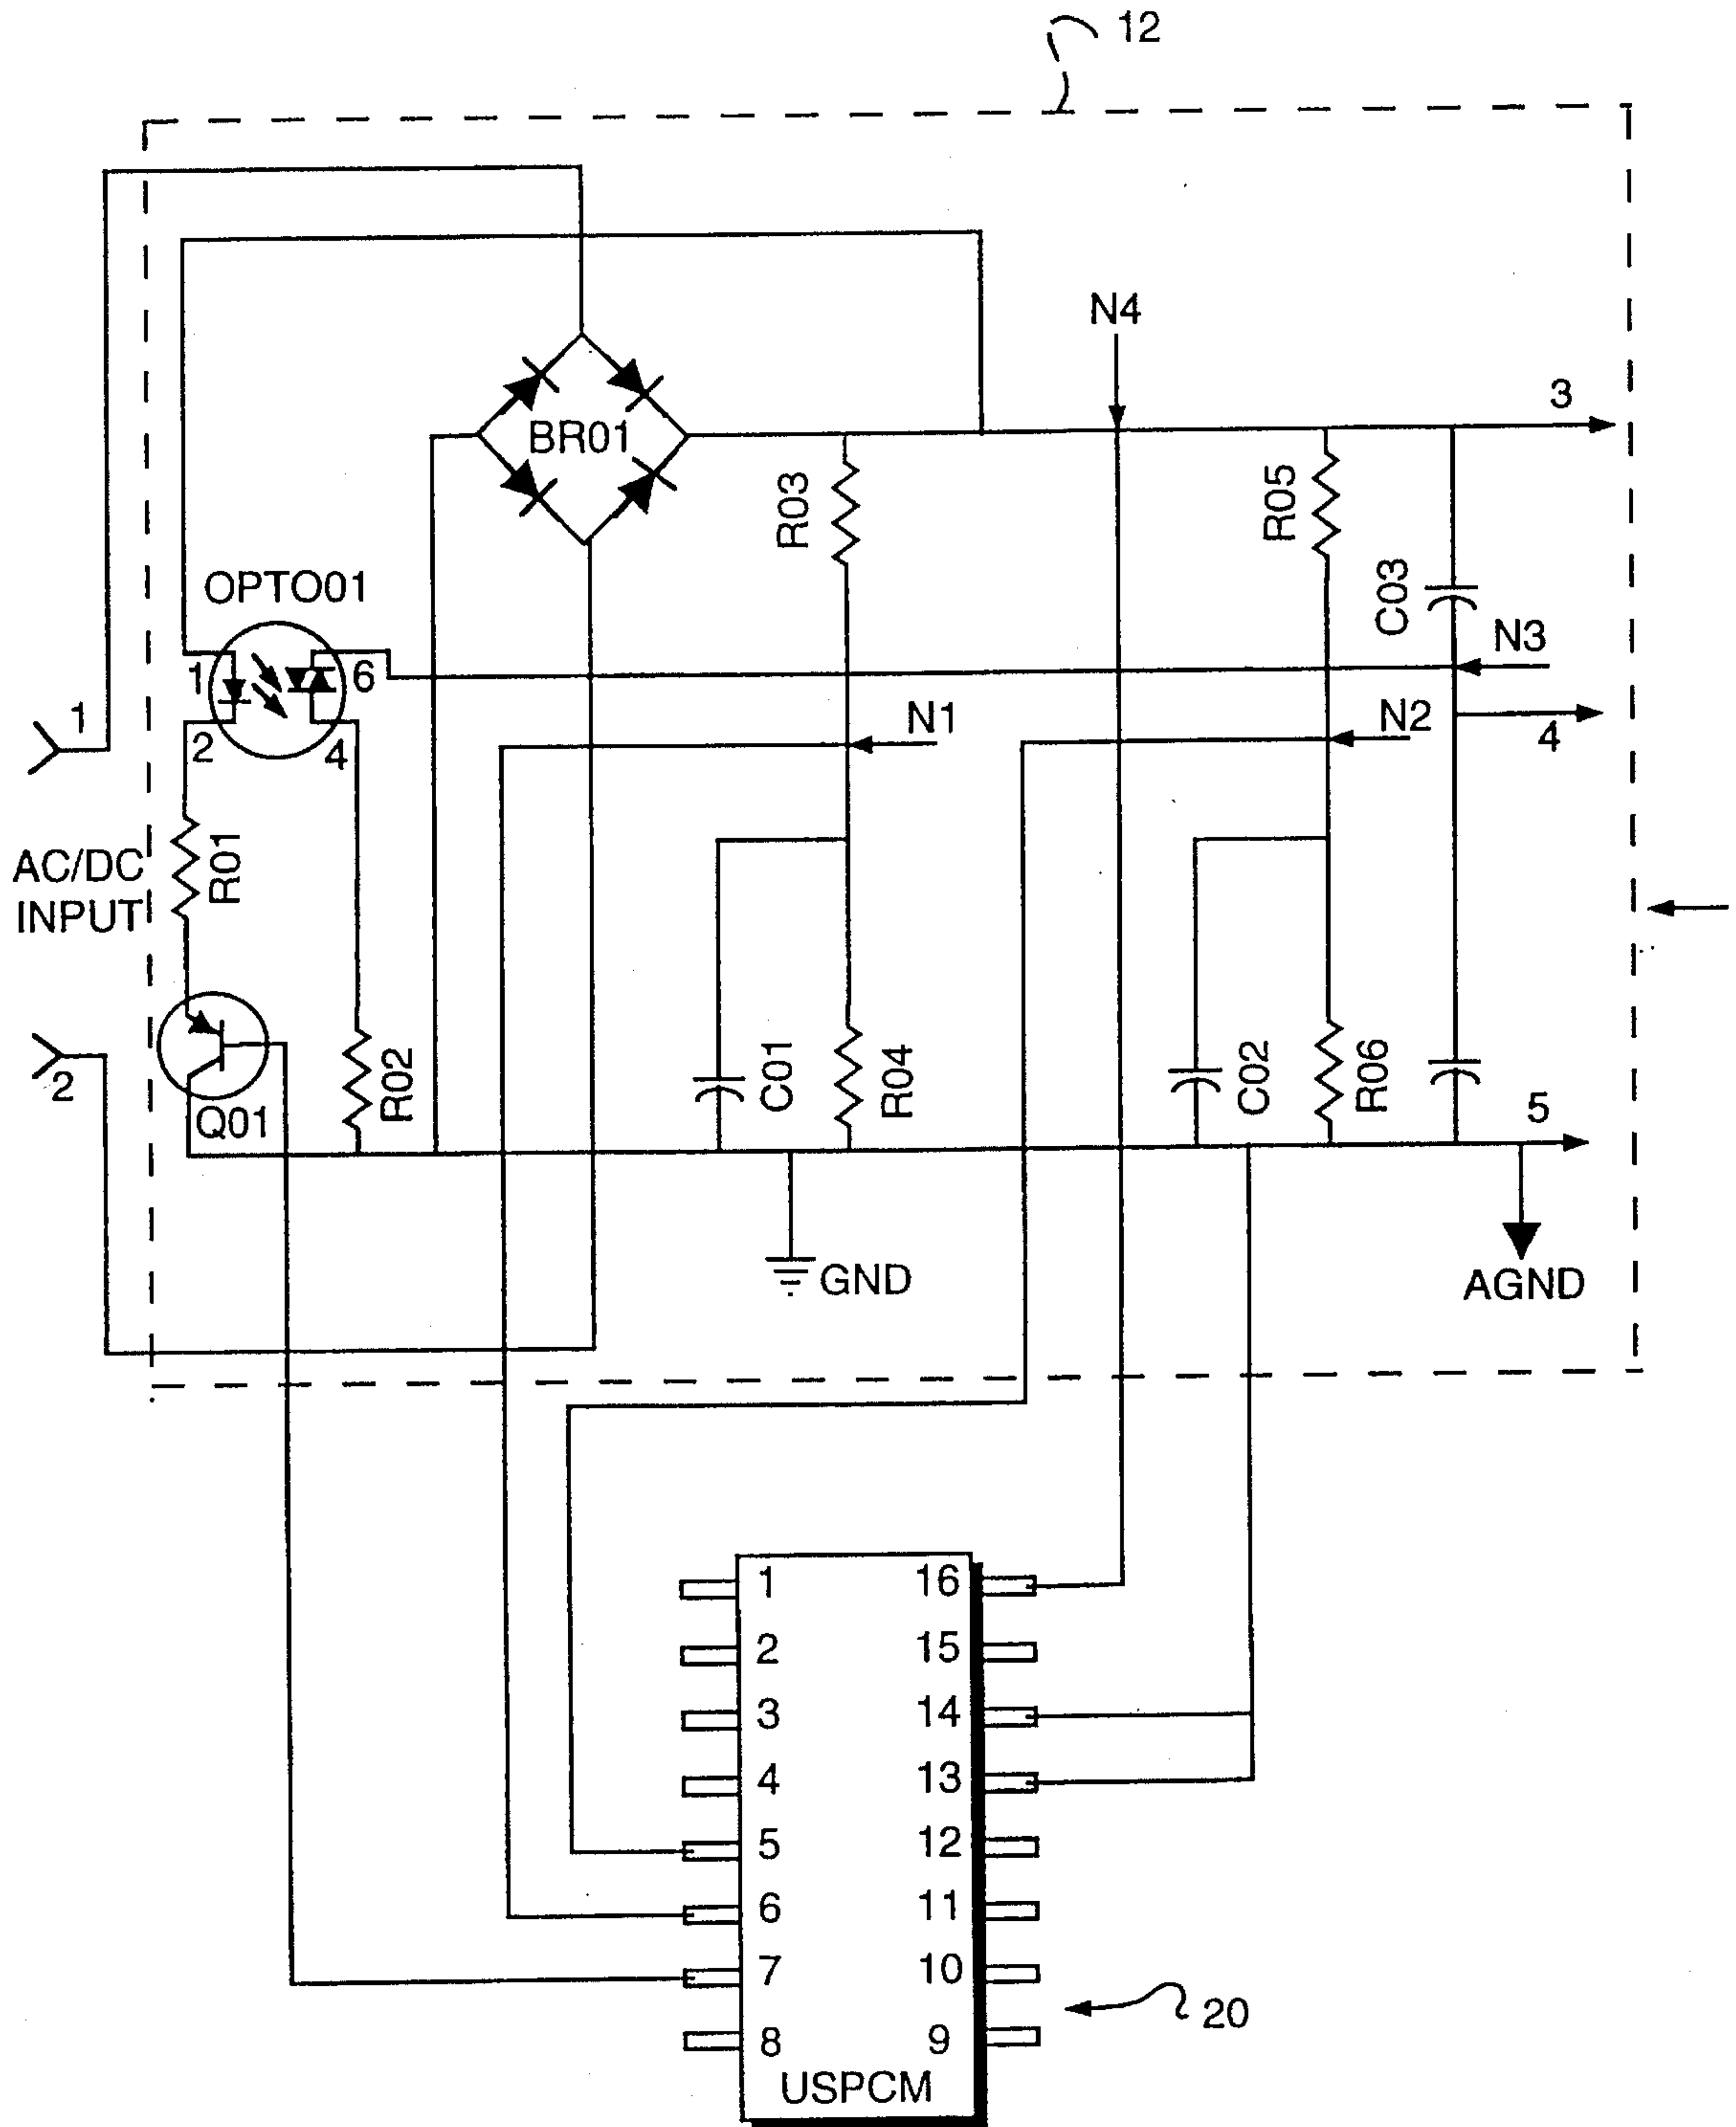 12
N4
3
BR01
R03
R05
C03
OPTO01
1
6
2
4
N3
N1
N2
4
1
AC/DC
INPUT
R01
2
Q01
R02
C01
R04
C02
R06
5
GND
AGND
1
16
2
15
3
14
4
13
5
12
6
11
7
10
8
9
USPCM
20